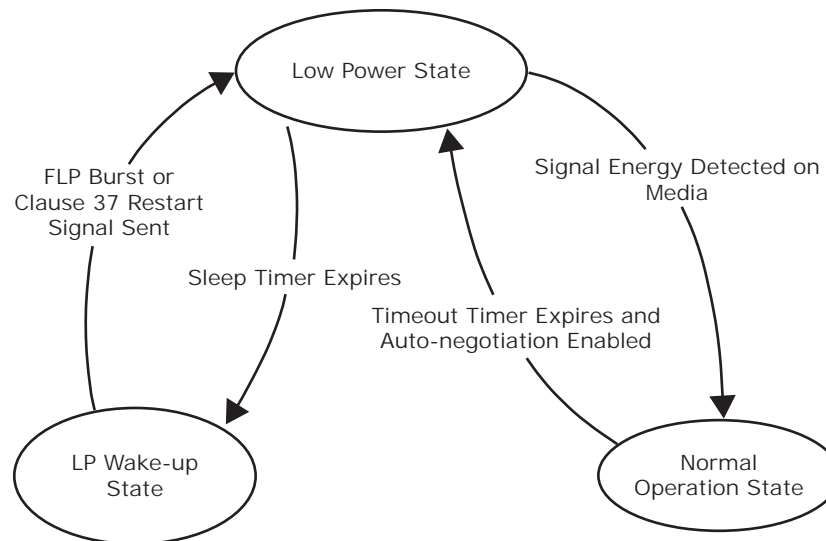 Low Power State
FLP Burst or
Clause 37 Restart
Signal Sent
Signal Energy Detected on
Media
Sleep Timer Expires
Timeout Timer Expires and
Auto-negotiation Enabled
LP Wake-up
State
Normal
Operation State